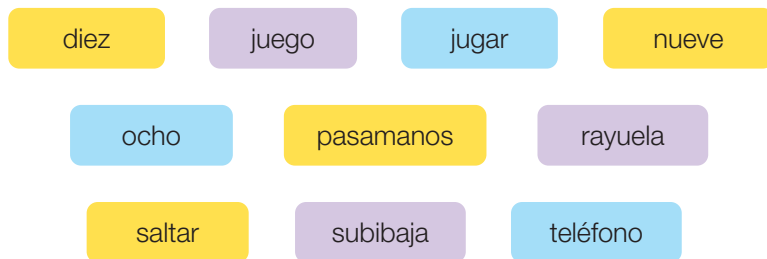 diez juego jugar nueve
ocho pasamanos rayuela
saltar subibaja teléfono